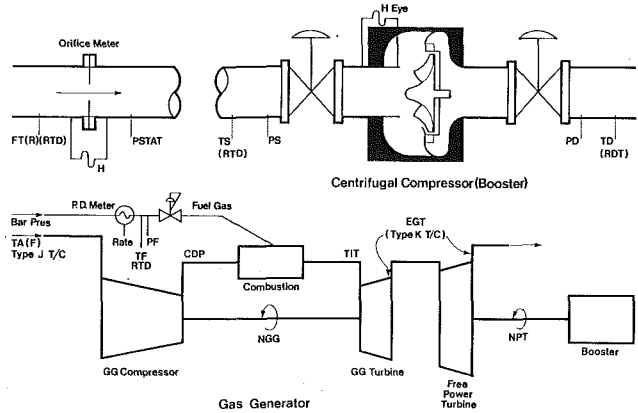 H Eye
Orifice Meter
FT(R)(RTD)
H
PSTAT
TS
(RTD)
PS
PD
TD
(RDT)
Centrifugal Compressor(Booster)
P.D. Meter
Fuel Gas
Bar Pres
TA(F)
Type J T/C
Rate
PF
TF
RTD
CDP
Combustion
TIT
EGT
(Type K T/C)
NGG
NPT
Booster
GG Compressor
GG Turbine
Free
Power
Turbine
Gas Generator